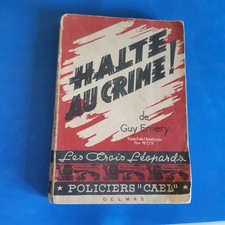 HALTE
AU CRIME!
de
Guy Emery
Les Trois Léopards
POLICIERS "CAEL"
DELMAS